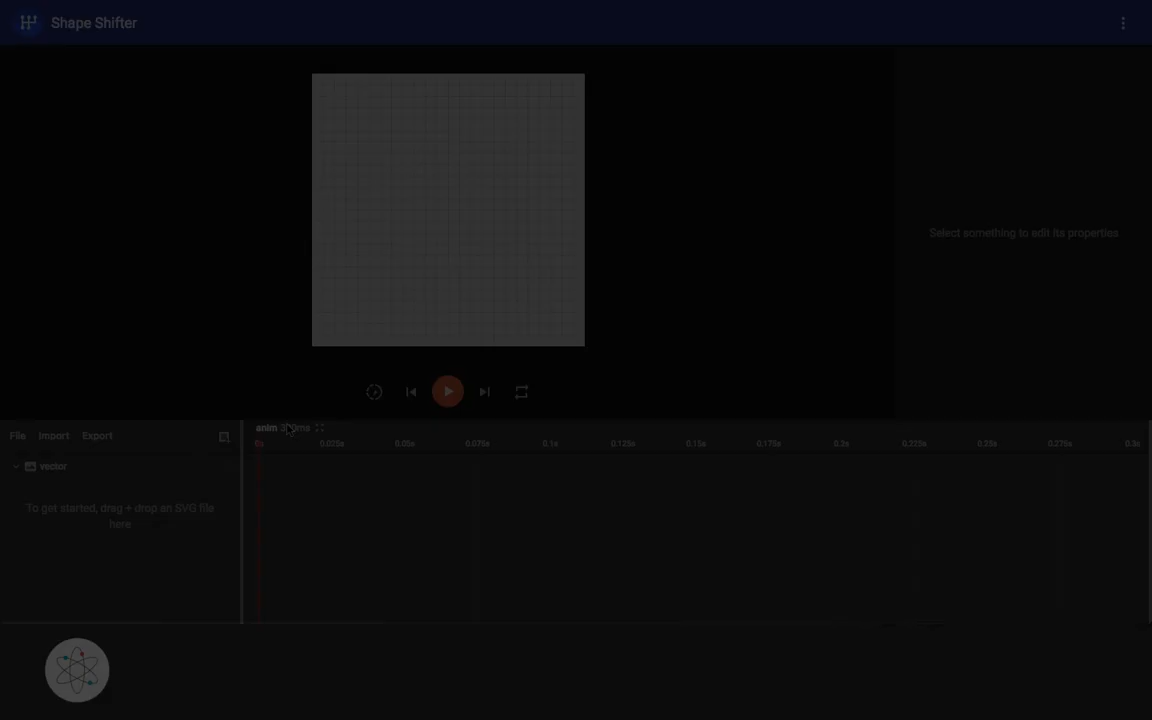 Shape Shifter
Select something to edit its properties
File Import Export
anim 300ms
0s 0.025s 0.05s 0.075s 0.1s 0.125s 0.15s 0.175s 0.2s 0.225s 0.25s 0.275s 0.3s
vector
To get started, drag + drop an SVG file
here